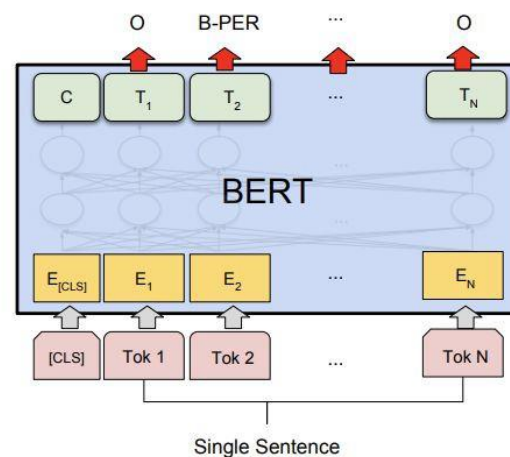 O B-PER ... O
C T1 T2 ... TN
...
BERT
...
E[CLS] E1 E2 ... EN
[CLS] Tok 1 Tok 2 ... Tok N
Single Sentence